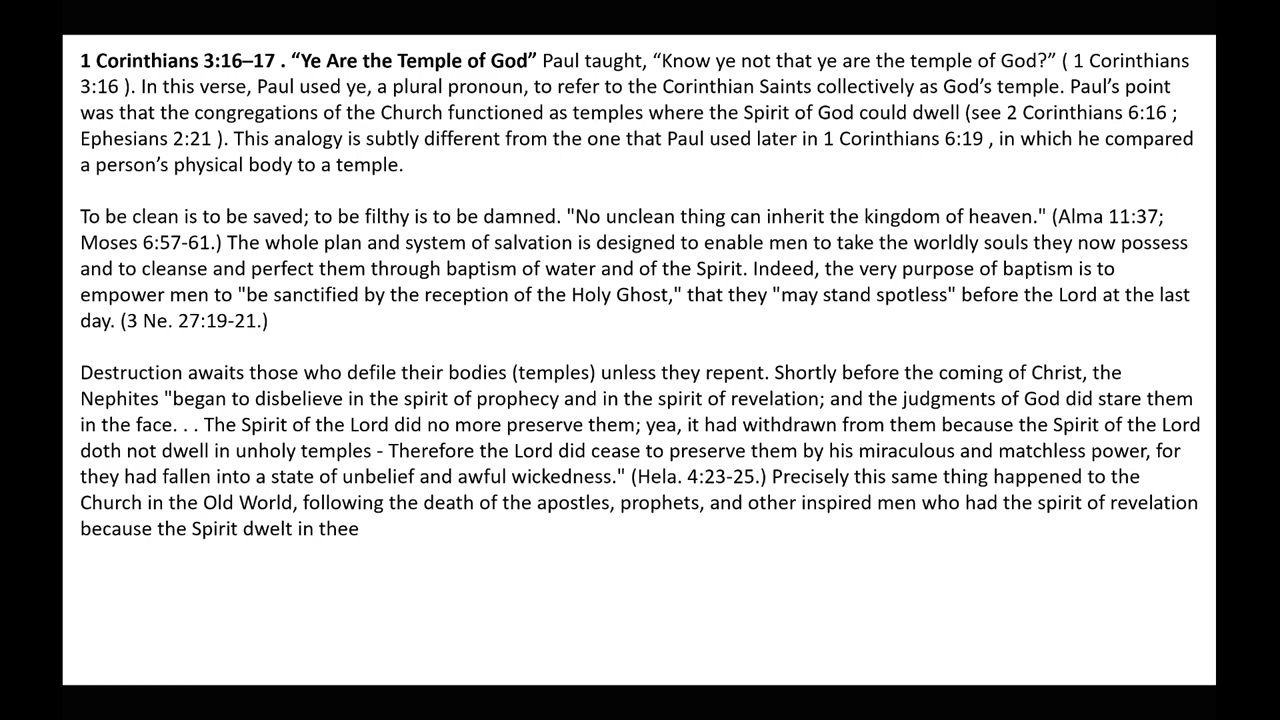 1 Corinthians 3:16–17 . “Ye Are the Temple of God” Paul taught, “Know ye not that ye are the temple of God?” ( 1 Corinthians
3:16 ). In this verse, Paul used ye, a plural pronoun, to refer to the Corinthian Saints collectively as God’s temple. Paul’s point
was that the congregations of the Church functioned as temples where the Spirit of God could dwell (see 2 Corinthians 6:16 ;
Ephesians 2:21 ). This analogy is subtly different from the one that Paul used later in 1 Corinthians 6:19 , in which he compared
a person’s physical body to a temple.
To be clean is to be saved; to be filthy is to be damned. "No unclean thing can inherit the kingdom of heaven." (Alma 11:37;
Moses 6:57-61.) The whole plan and system of salvation is designed to enable men to take the worldly souls they now possess
and to cleanse and perfect them through baptism of water and of the Spirit. Indeed, the very purpose of baptism is to
empower men to "be sanctified by the reception of the Holy Ghost," that they "may stand spotless" before the Lord at the last
day. (3 Ne. 27:19-21.)
Destruction awaits those who defile their bodies (temples) unless they repent. Shortly before the coming of Christ, the
Nephites "began to disbelieve in the spirit of prophecy and in the spirit of revelation; and the judgments of God did stare them
in the face. . . The Spirit of the Lord did no more preserve them; yea, it had withdrawn from them because the Spirit of the Lord
doth not dwell in unholy temples - Therefore the Lord did cease to preserve them by his miraculous and matchless power, for
they had fallen into a state of unbelief and awful wickedness." (Hela. 4:23-25.) Precisely this same thing happened to the
Church in the Old World, following the death of the apostles, prophets, and other inspired men who had the spirit of revelation
because the Spirit dwelt in thee